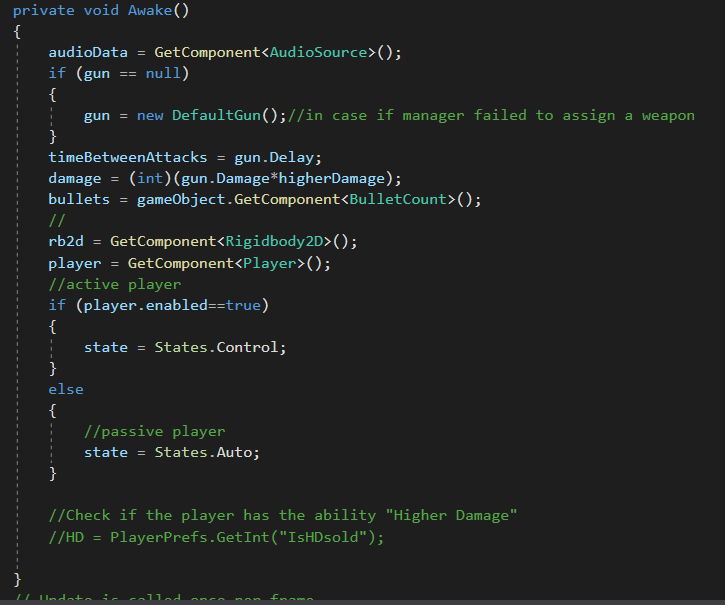 private void Awake()
{
audioData = GetComponent<AudioSource>();
if (gun == null)
{
gun = new DefaultGun();//in case if manager failed to assign a weapon
}
timeBetweenAttacks = gun.Delay;
damage = (int)(gun.Damage*higherDamage);
bullets = gameObject.GetComponent<BulletCount>();
//
rb2d = GetComponent<Rigidbody2D>();
player = GetComponent<Player>();
//active player
if (player.enabled==true)
{
state = States.Control;
}
else
{
//passive player
state = States.Auto;
}
//Check if the player has the ability "Higher Damage"
//HD = PlayerPrefs.GetInt("IsHDsold");
}
// Update is called once per frame